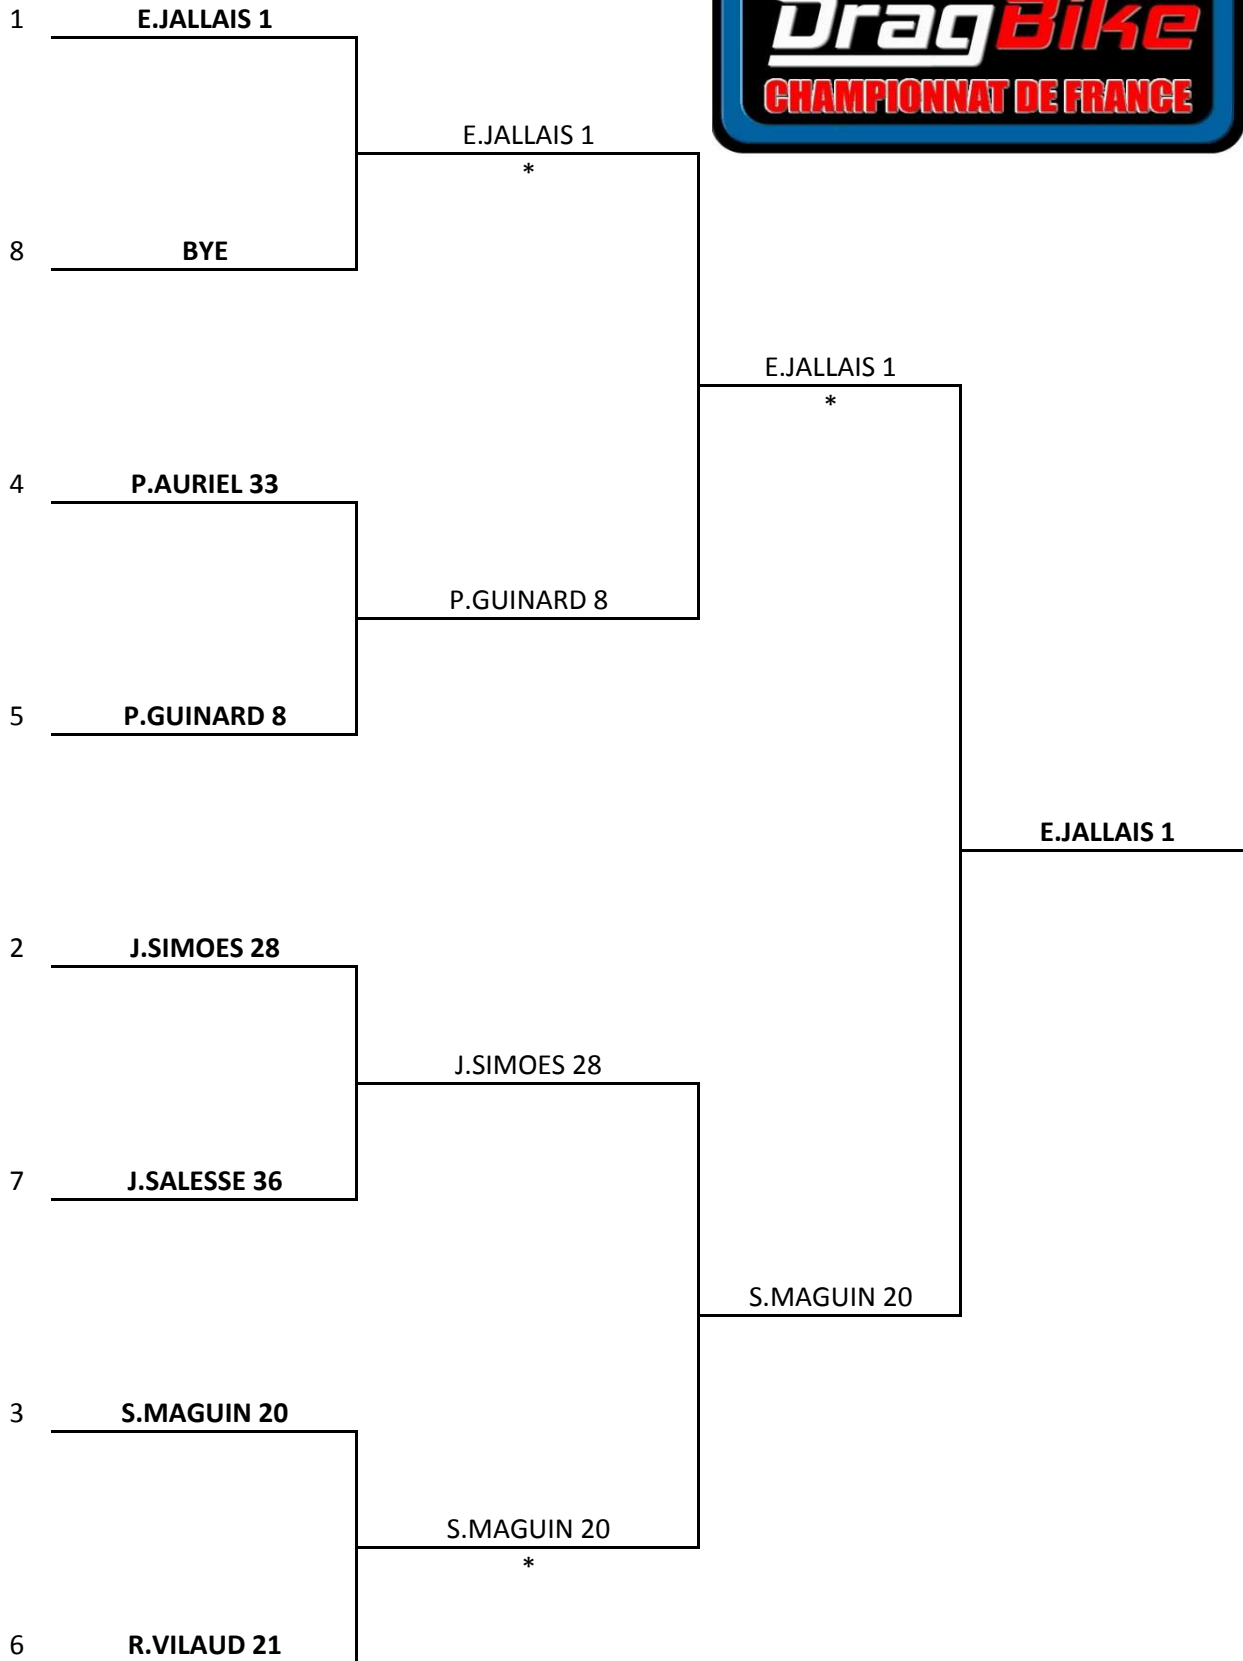 DragBike
CHAMPIONNAT DE FRANCE
1 E.JALLAIS 1
E.JALLAIS 1
*
8 BYE
E.JALLAIS 1
*
4 P.AURIEL 33
P.GUINARD 8
5 P.GUINARD 8
E.JALLAIS 1
2 J.SIMOES 28
J.SIMOES 28
7 J.SALESSE 36
S.MAGUIN 20
3 S.MAGUIN 20
S.MAGUIN 20
*
6 R.VILAUD 21